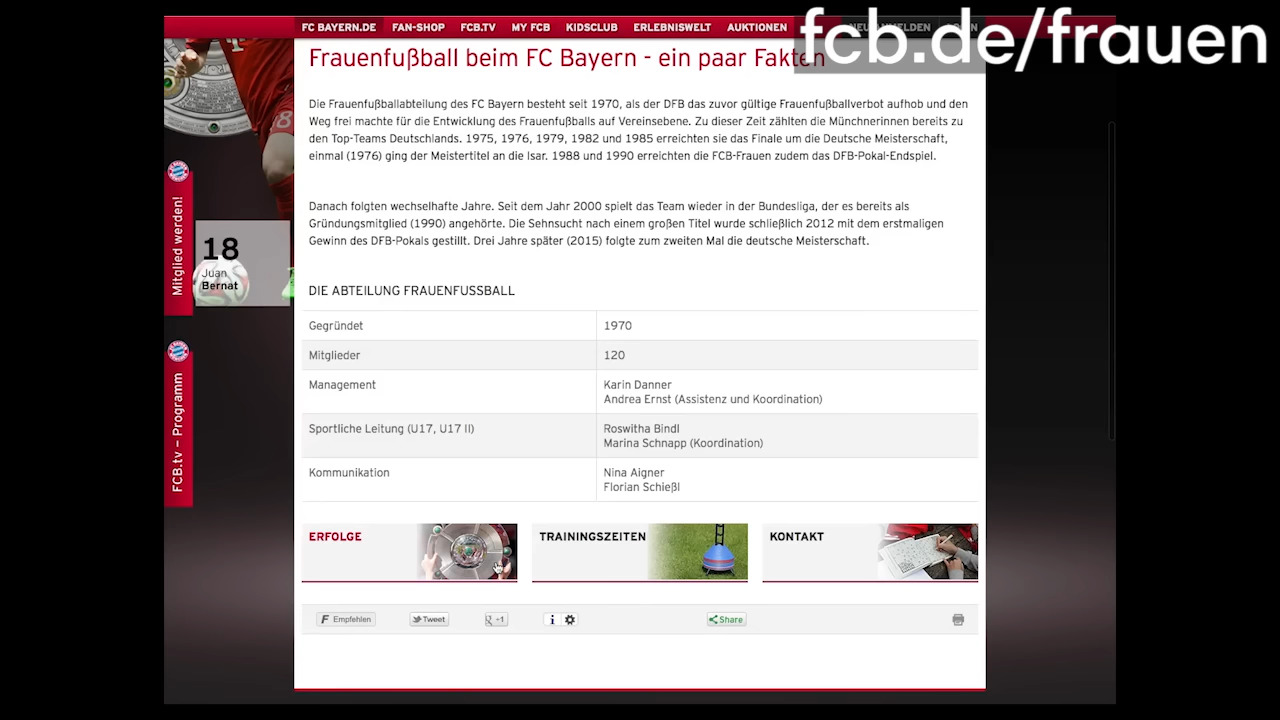 FC BAYERN.DE FAN-SHOP FCB.TV MY FCB KIDSCLUB ERLEBNISWELT AUKTIONEN
fcb.de/frauen
Frauenfußball beim FC Bayern - ein paar Fakten
Die Frauenfußballabteilung des FC Bayern besteht seit 1970, als der DFB das zuvor gültige Frauenfußballverbot aufhob und den
Weg frei machte für die Entwicklung des Frauenfußballs auf Vereinsebene. Zu dieser Zeit zählten die Münchnerinnen bereits zu
den Top-Teams Deutschlands. 1975, 1976, 1979, 1982 und 1985 erreichten sie das Finale um die Deutsche Meisterschaft,
einmal (1976) ging der Meistertitel an die Isar. 1988 und 1990 erreichten die FCB-Frauen zudem das DFB-Pokal-Endspiel.
Danach folgten wechselhafte Jahre. Seit dem Jahr 2000 spielt das Team wieder in der Bundesliga, der es bereits als
Gründungsmitglied (1990) angehörte. Die Sehnsucht nach einem großen Titel wurde schließlich 2012 mit dem erstmaligen
Gewinn des DFB-Pokals gestillt. Drei Jahre später (2015) folgte zum zweiten Mal die deutsche Meisterschaft.
Mitglied werden!
18
Juan
Bernat
FCB.tv – Programm
DIE ABTEILUNG FRAUENFUSSBALL
Gegründet 1970
Mitglieder 120
Management Karin Danner
Andrea Ernst (Assistenz und Koordination)
Sportliche Leitung (U17, U17 II) Roswitha Bindl
Marina Schnapp (Koordination)
Kommunikation Nina Aigner
Florian Schießl
ERFOLGE TRAININGSZEITEN KONTAKT
Empfehlen Tweet +1 i Share